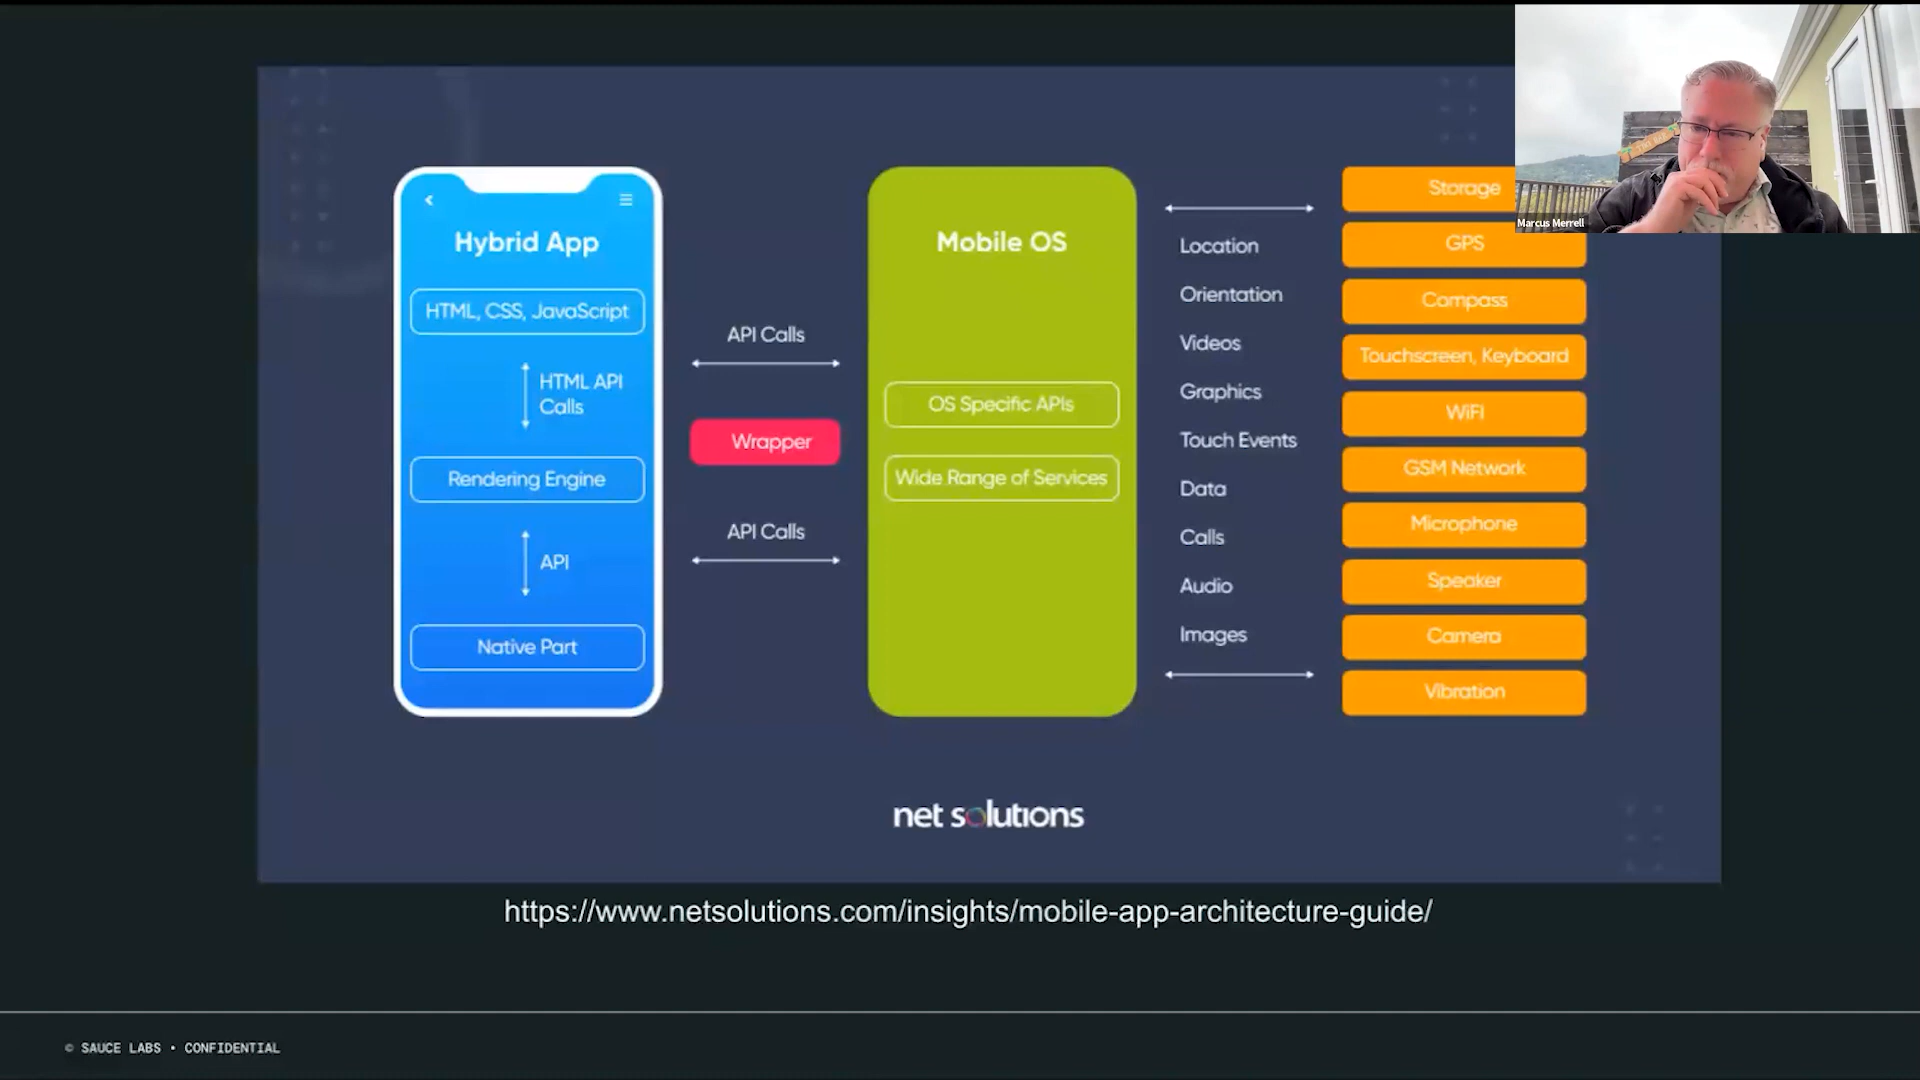 Hybrid App
HTML, CSS, JavaScript
HTML API
Calls
Rendering Engine
API
Native Part
API Calls
Wrapper
API Calls
Mobile OS
OS Specific APIs
Wide Range of Services
Location
Orientation
Videos
Graphics
Touch Events
Data
Calls
Audio
Images
Storage
GPS
Compass
Touchscreen, Keyboard
WiFI
GSM Network
Microphone
Speaker
Camera
Vibration
Marcus Merrell
net solutions
https://www.netsolutions.com/insights/mobile-app-architecture-guide/
© SAUCE LABS • CONFIDENTIAL